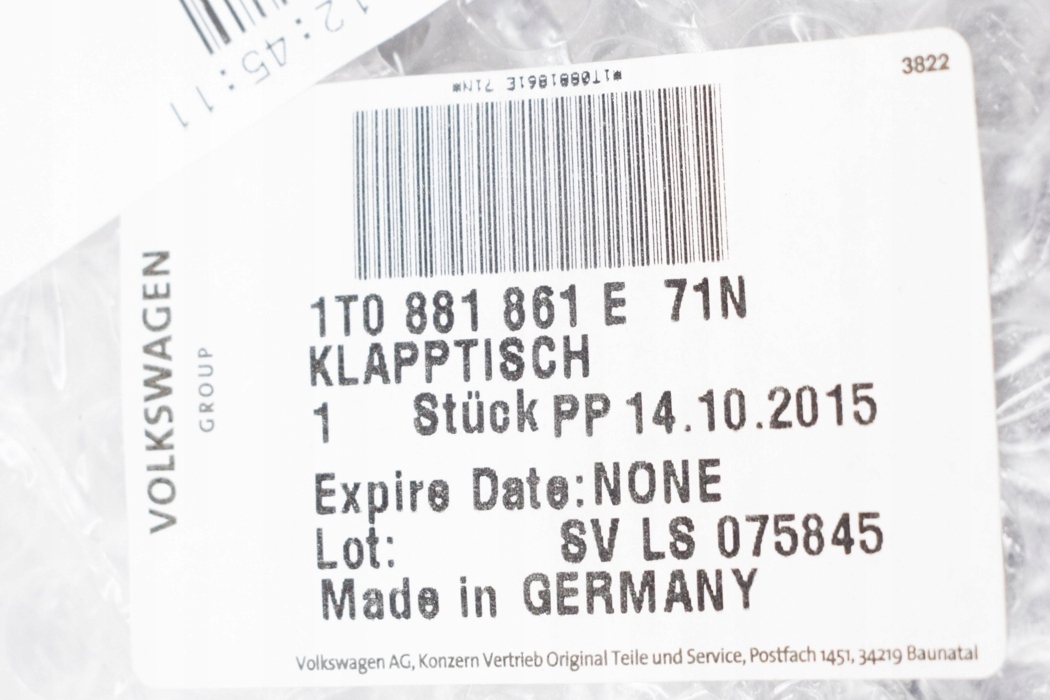 12:45:11
3822
*1T0881861E 71N*
1T0 881 861 E 71N
KLAPPTISCH
1 Stück PP 14.10.2015
Expire Date: NONE
Lot: SV LS 075845
Made in GERMANY
VOLKSWAGEN
GROUP
Volkswagen AG, Konzern Vertrieb Original Teile und Service, Postfach 1451, 34219 Baunatal